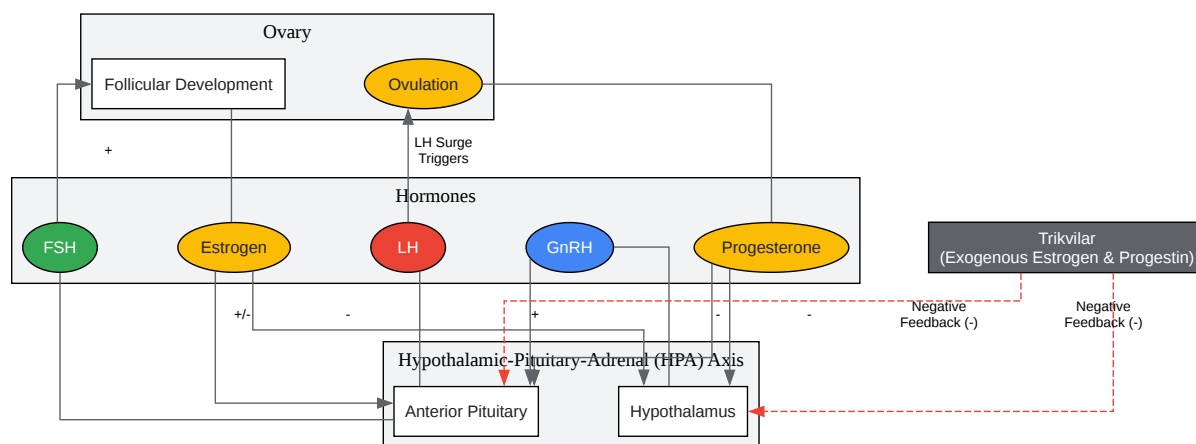 Ovary
Follicular Development
Ovulation
+
LH Surge
Triggers
Hormones
FSH
Estrogen
LH
GnRH
Progesterone
Trikvilar
(Exogenous Estrogen & Progestin)
+/-
-
+
-
-
Negative
Feedback (-)
Negative
Feedback (-)
Hypothalamic-Pituitary-Adrenal (HPA) Axis
Anterior Pituitary
Hypothalamus